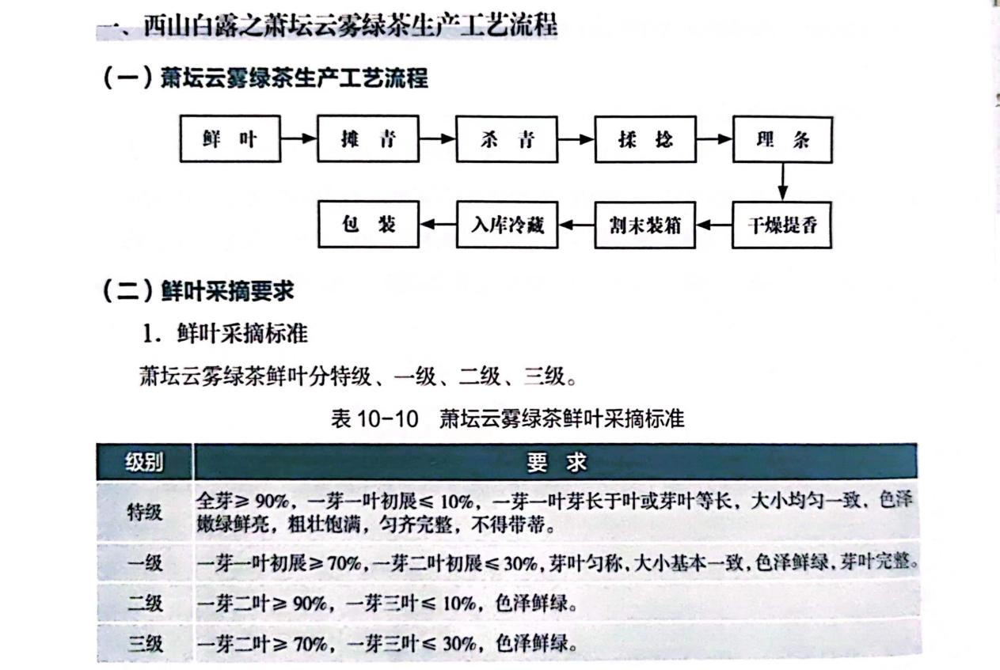 一、西山白露之萧坛云雾绿茶生产工艺流程
（一）萧坛云雾绿茶生产工艺流程
鲜 叶
摊 青
杀 青
揉 捻
理 条
包 装
入库冷藏
割末装箱
干燥提香
（二）鲜叶采摘要求
1. 鲜叶采摘标准
萧坛云雾绿茶鲜叶分特级、一级、二级、三级。
表 10-10 萧坛云雾绿茶鲜叶采摘标准
级别 要 求
特级 全芽≥ 90%，一芽一叶初展≤ 10%，一芽一叶芽长于叶或芽叶等长，大小均匀一致，色泽
嫩绿鲜亮，粗壮饱满，匀齐完整，不得带蒂。
一级 一芽一叶初展≥70%，一芽二叶初展≤30%，芽叶匀称，大小基本一致，色泽鲜绿，芽叶完整。
二级 一芽二叶≥ 90%，一芽三叶≤ 10%，色泽鲜绿。
三级 一芽二叶≥ 70%，一芽三叶≤ 30%，色泽鲜绿。